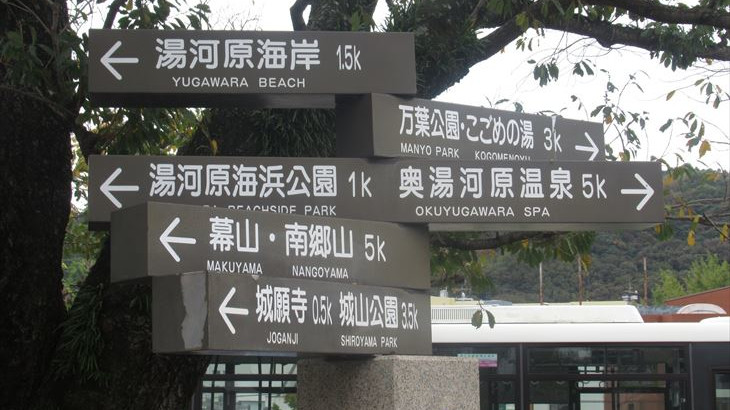 湯河原海岸 1.5k
YUGAWARA BEACH
万葉公園・こごめの湯 3k
MANYO PARK KOGOMENOYU
湯河原海浜公園 1k
BEACHSIDE PARK
奥湯河原温泉 5k
OKUYUGAWARA SPA
幕山・南郷山 5k
MAKUYAMA NANGOYAMA
城願寺 0.5k 城山公園 3.5k
JOGANJI SHIROYAMA PARK